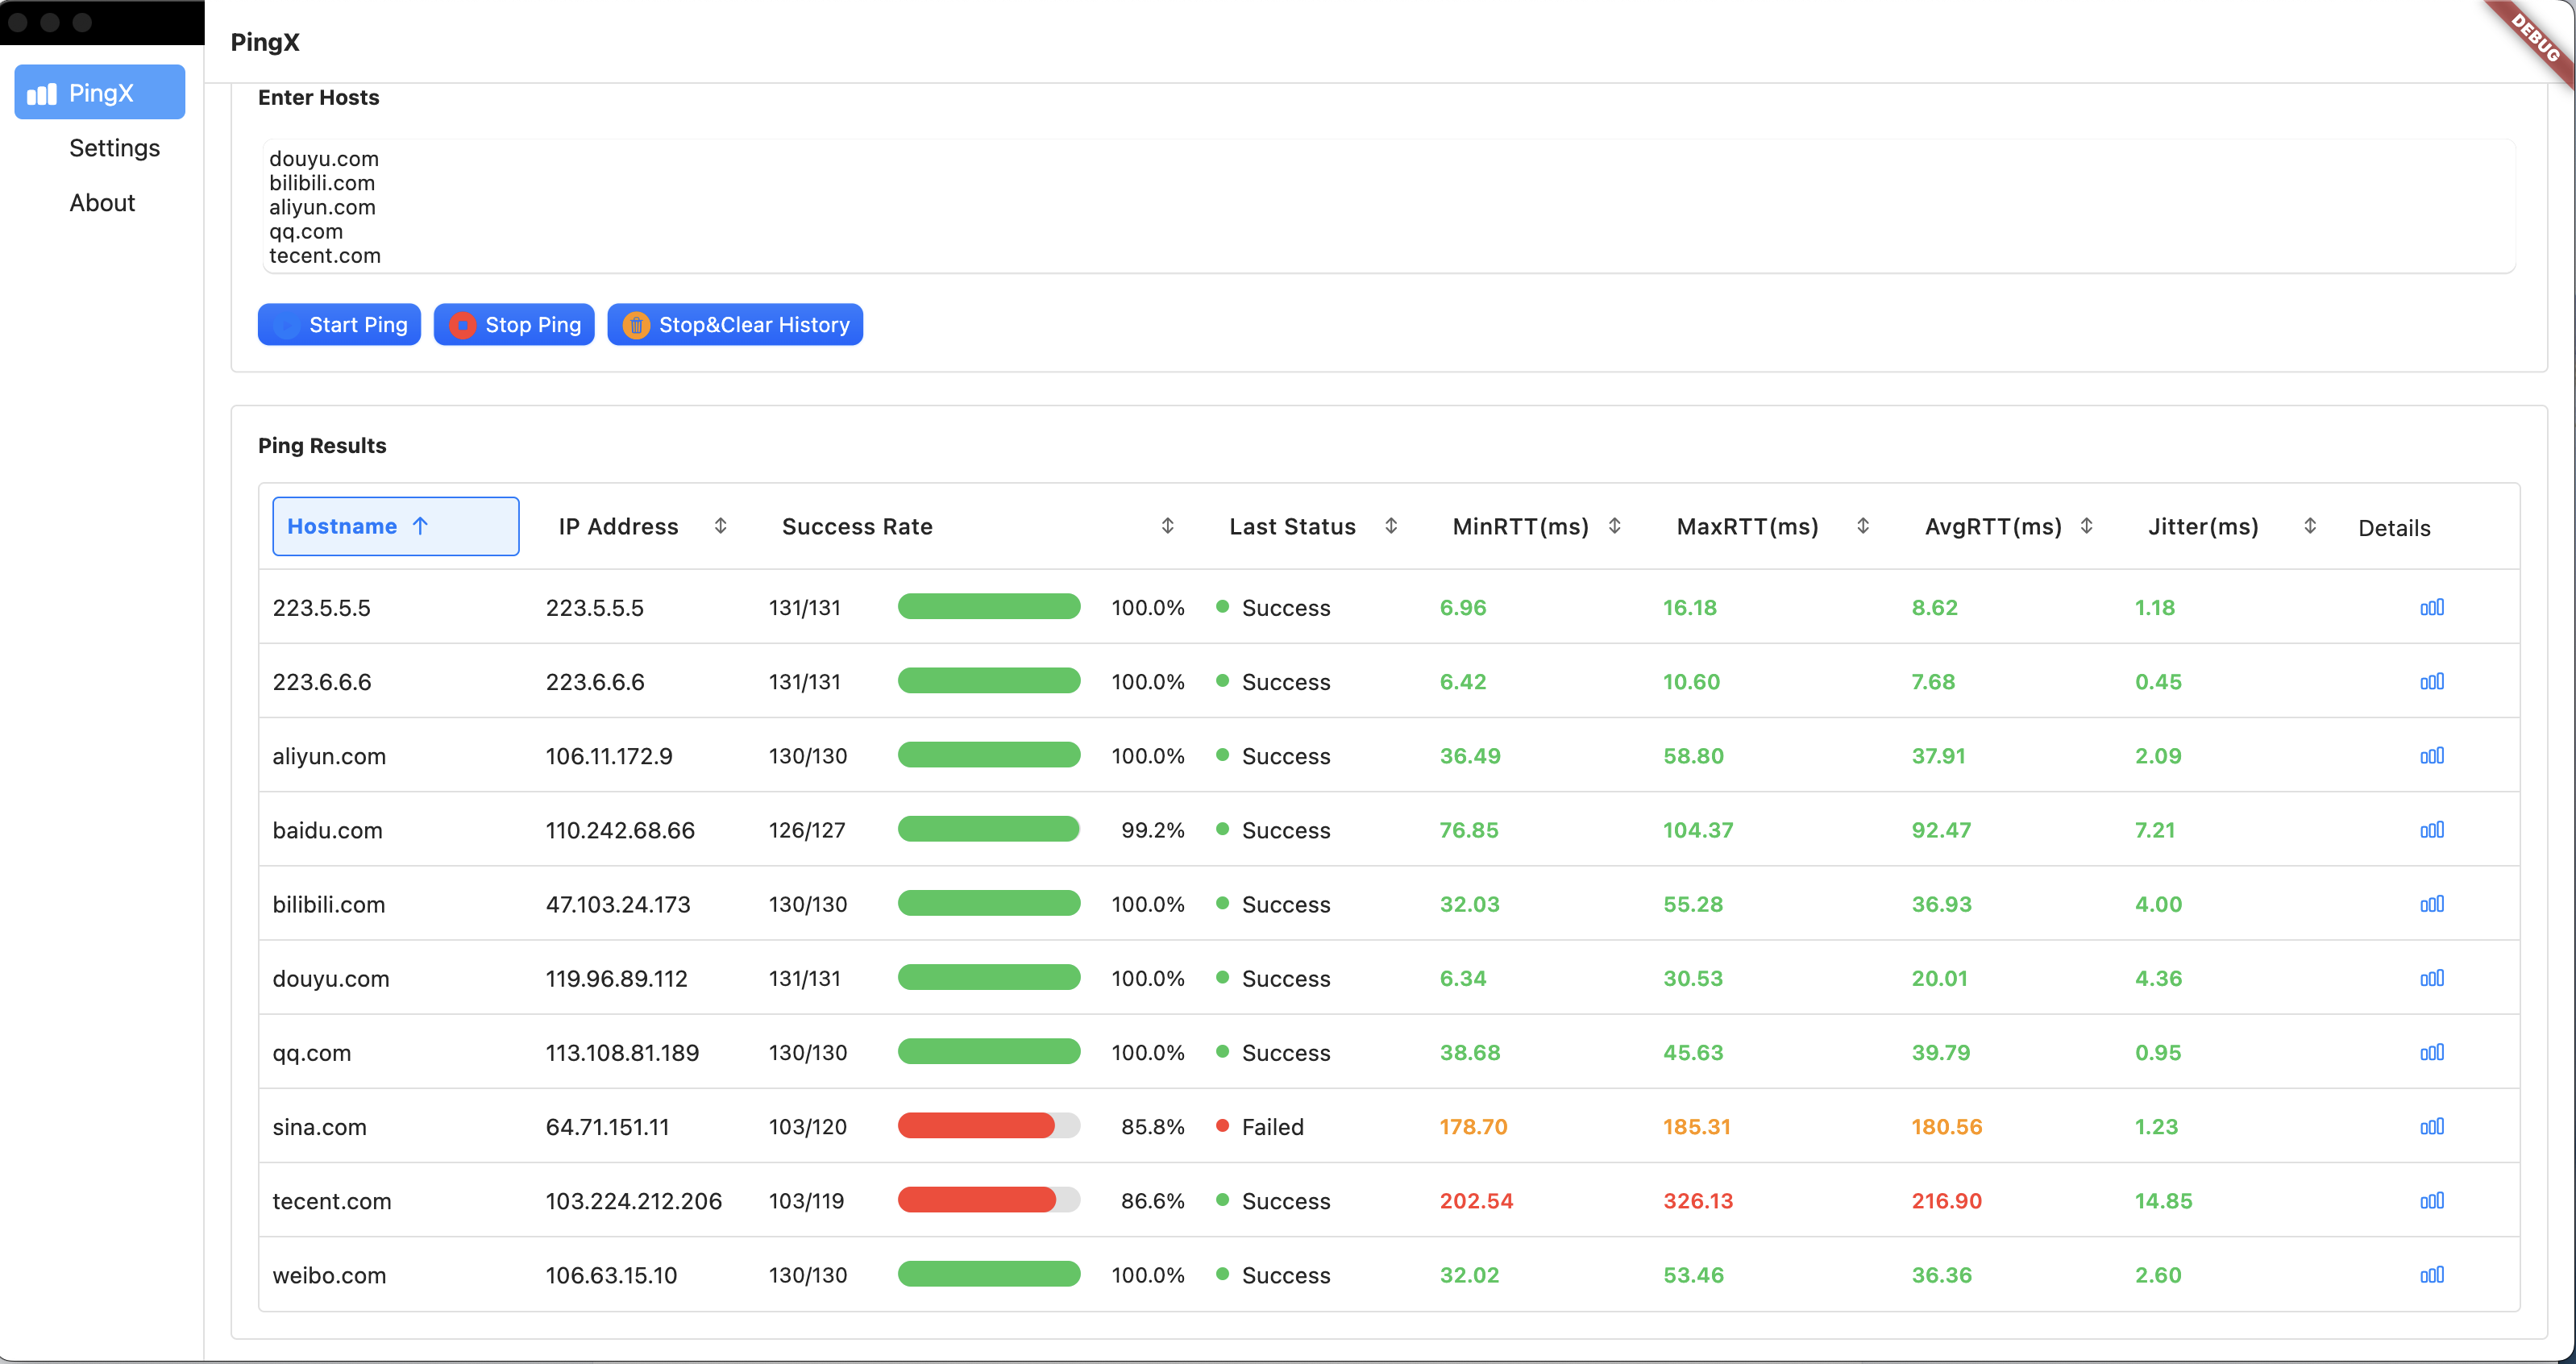 PingX
DEBUG
PingX
Settings
About
Enter Hosts
douyu.com
bilibili.com
aliyun.com
qq.com
tecent.com
Start Ping Stop Ping Stop&Clear History
Ping Results
Hostname IP Address Success Rate Last Status MinRTT(ms) MaxRTT(ms) AvgRTT(ms) Jitter(ms) Details
223.5.5.5 223.5.5.5 131/131 100.0% Success 6.96 16.18 8.62 1.18
223.6.6.6 223.6.6.6 131/131 100.0% Success 6.42 10.60 7.68 0.45
aliyun.com 106.11.172.9 130/130 100.0% Success 36.49 58.80 37.91 2.09
baidu.com 110.242.68.66 126/127 99.2% Success 76.85 104.37 92.47 7.21
bilibili.com 47.103.24.173 130/130 100.0% Success 32.03 55.28 36.93 4.00
douyu.com 119.96.89.112 131/131 100.0% Success 6.34 30.53 20.01 4.36
qq.com 113.108.81.189 130/130 100.0% Success 38.68 45.63 39.79 0.95
sina.com 64.71.151.11 103/120 85.8% Failed 178.70 185.31 180.56 1.23
tecent.com 103.224.212.206 103/119 86.6% Success 202.54 326.13 216.90 14.85
weibo.com 106.63.15.10 130/130 100.0% Success 32.02 53.46 36.36 2.60